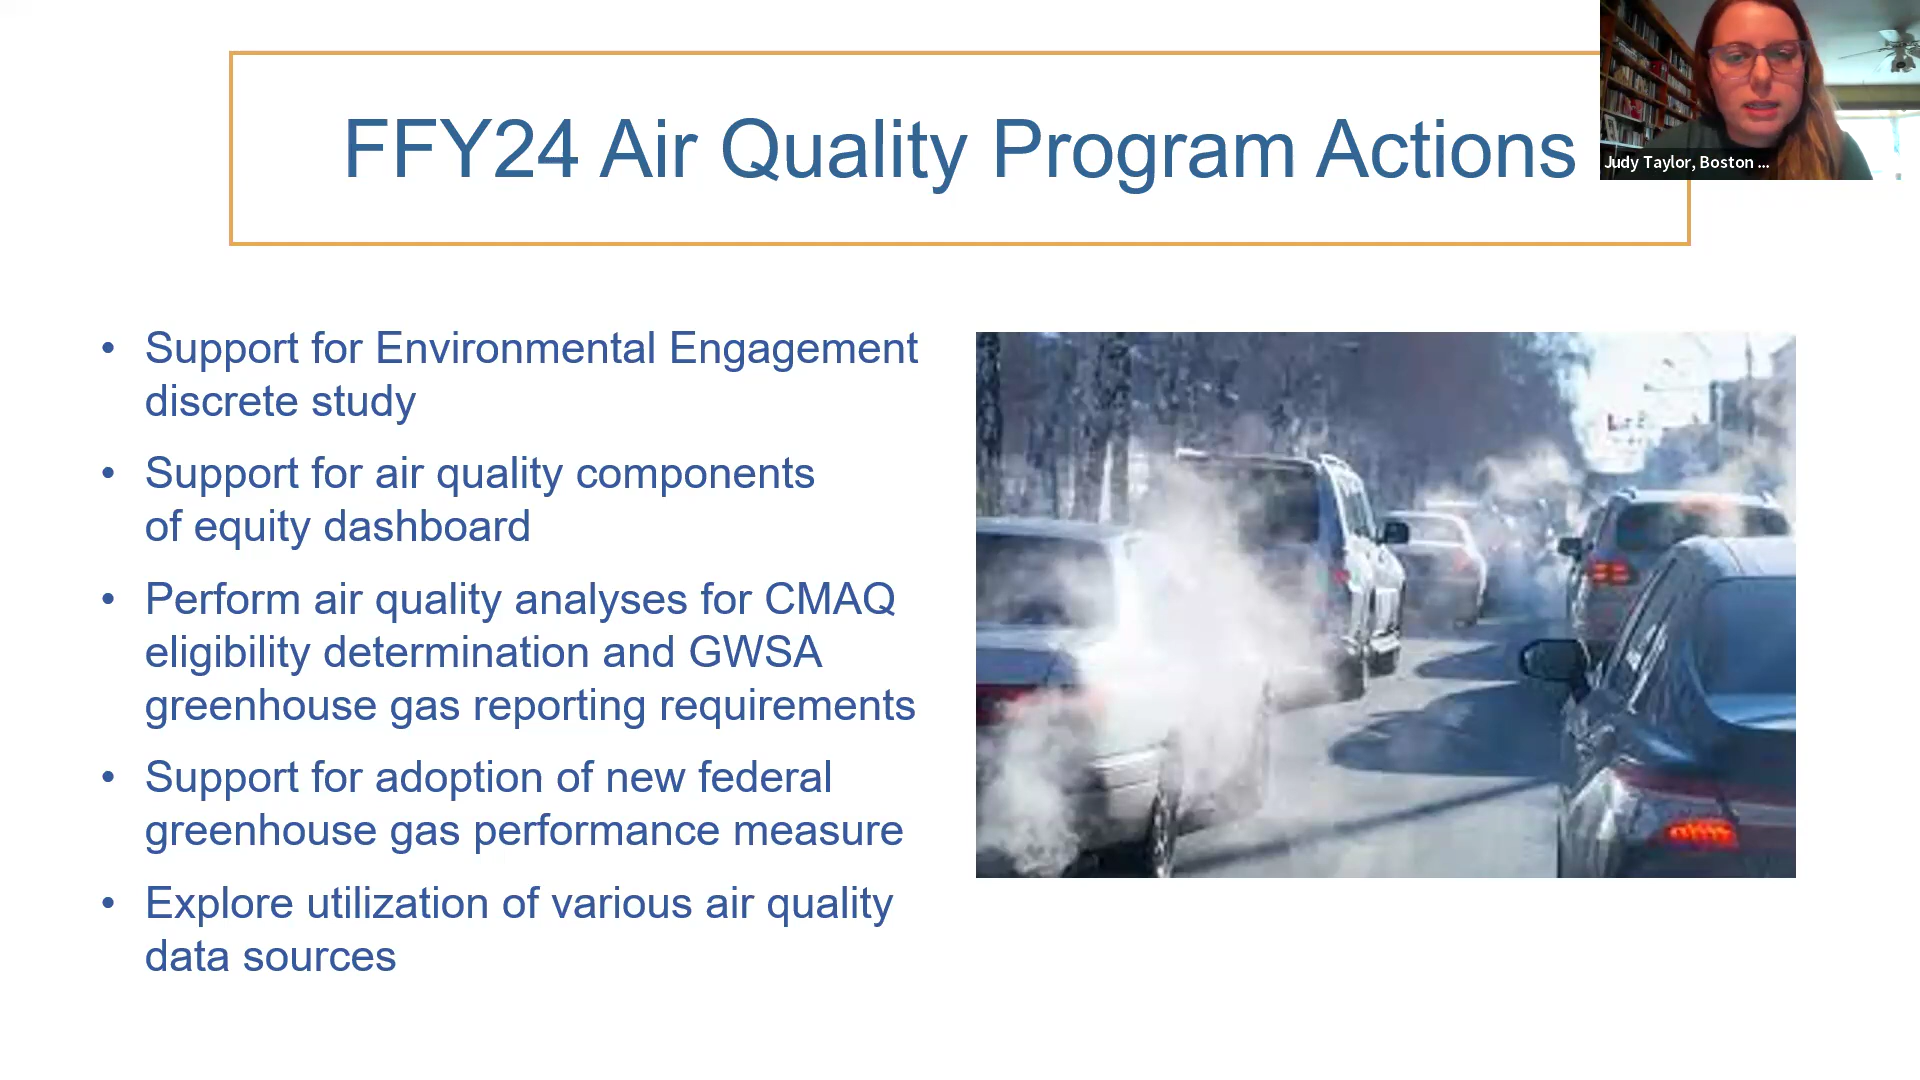 FFY24 Air Quality Program Actions
Judy Taylor, Boston ...
• Support for Environmental Engagement
discrete study
• Support for air quality components
of equity dashboard
• Perform air quality analyses for CMAQ
eligibility determination and GWSA
greenhouse gas reporting requirements
• Support for adoption of new federal
greenhouse gas performance measure
• Explore utilization of various air quality
data sources